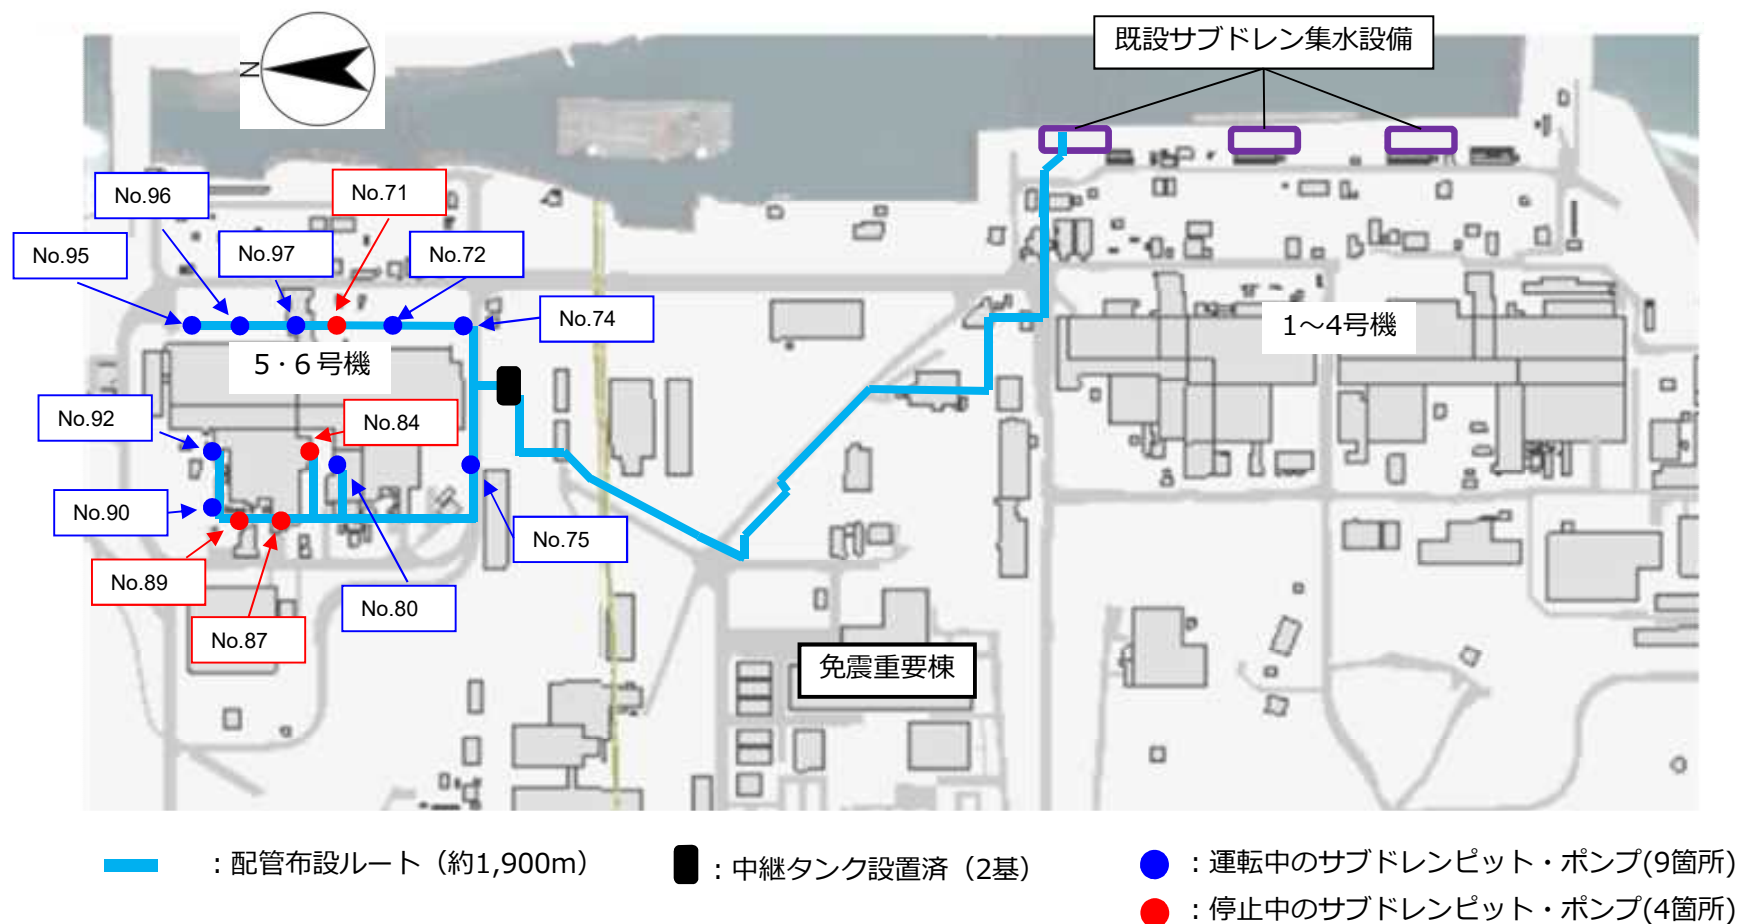 既設サブドレン集水設備
N
No.96
No.71
No.95
No.97
No.72
No.74
1～4号機
5・6号機
No.92
No.84
No.90
No.75
No.89
No.80
No.87
免震重要棟
：配管布設ルート（約1,900m）
：中継タンク設置済（2基）
：運転中のサブドレンピット・ポンプ(9箇所)
：停止中のサブドレンピット・ポンプ(4箇所)